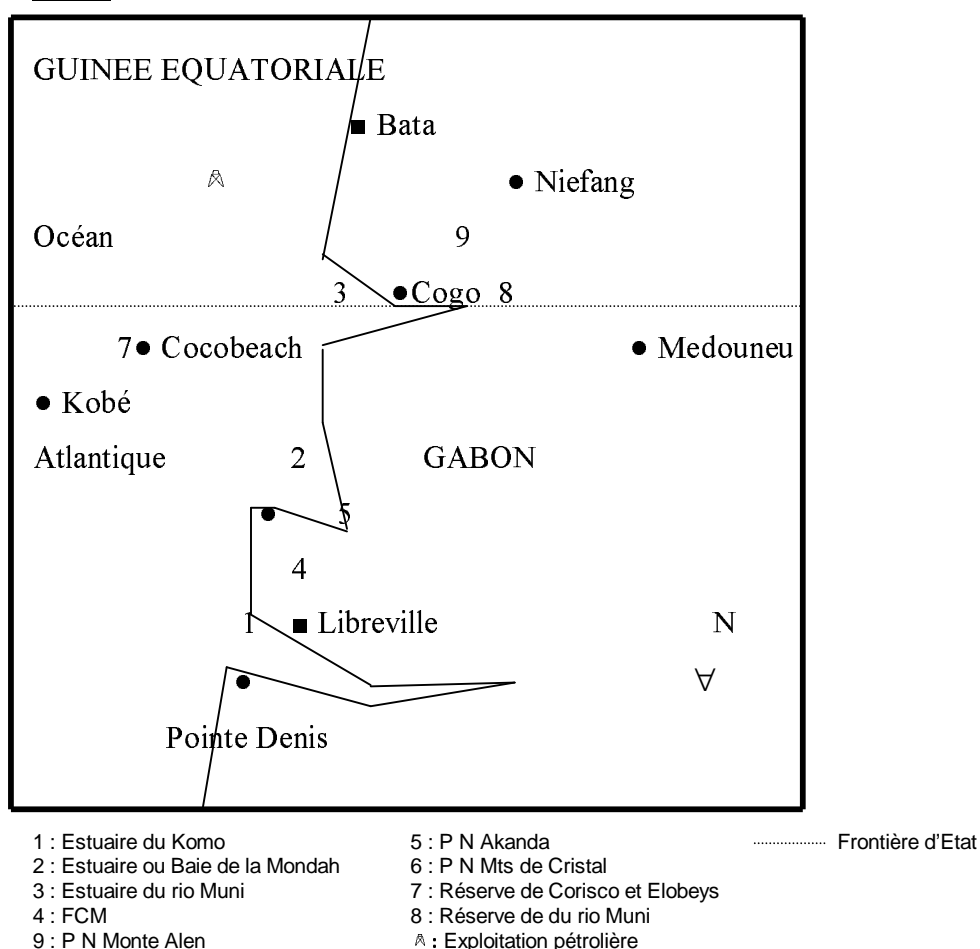 GUINEE EQUATORIALE
Bata
Niefang
Océan
9
3
Cogo 8
7 Cocobeach
Medouneu
Kobé
Atlantique
2
GABON
5
4
1
Libreville
N
Pointe Denis
1 : Estuaire du Komo
2 : Estuaire ou Baie de la Mondah
3 : Estuaire du rio Muni
4 : FCM
9 : P N Monte Alen
5 : P N Akanda
6 : P N Mts de Cristal
7 : Réserve de Corisco et Elobeys
8 : Réserve de du rio Muni
: Exploitation pétrolière
Frontière d'Etat